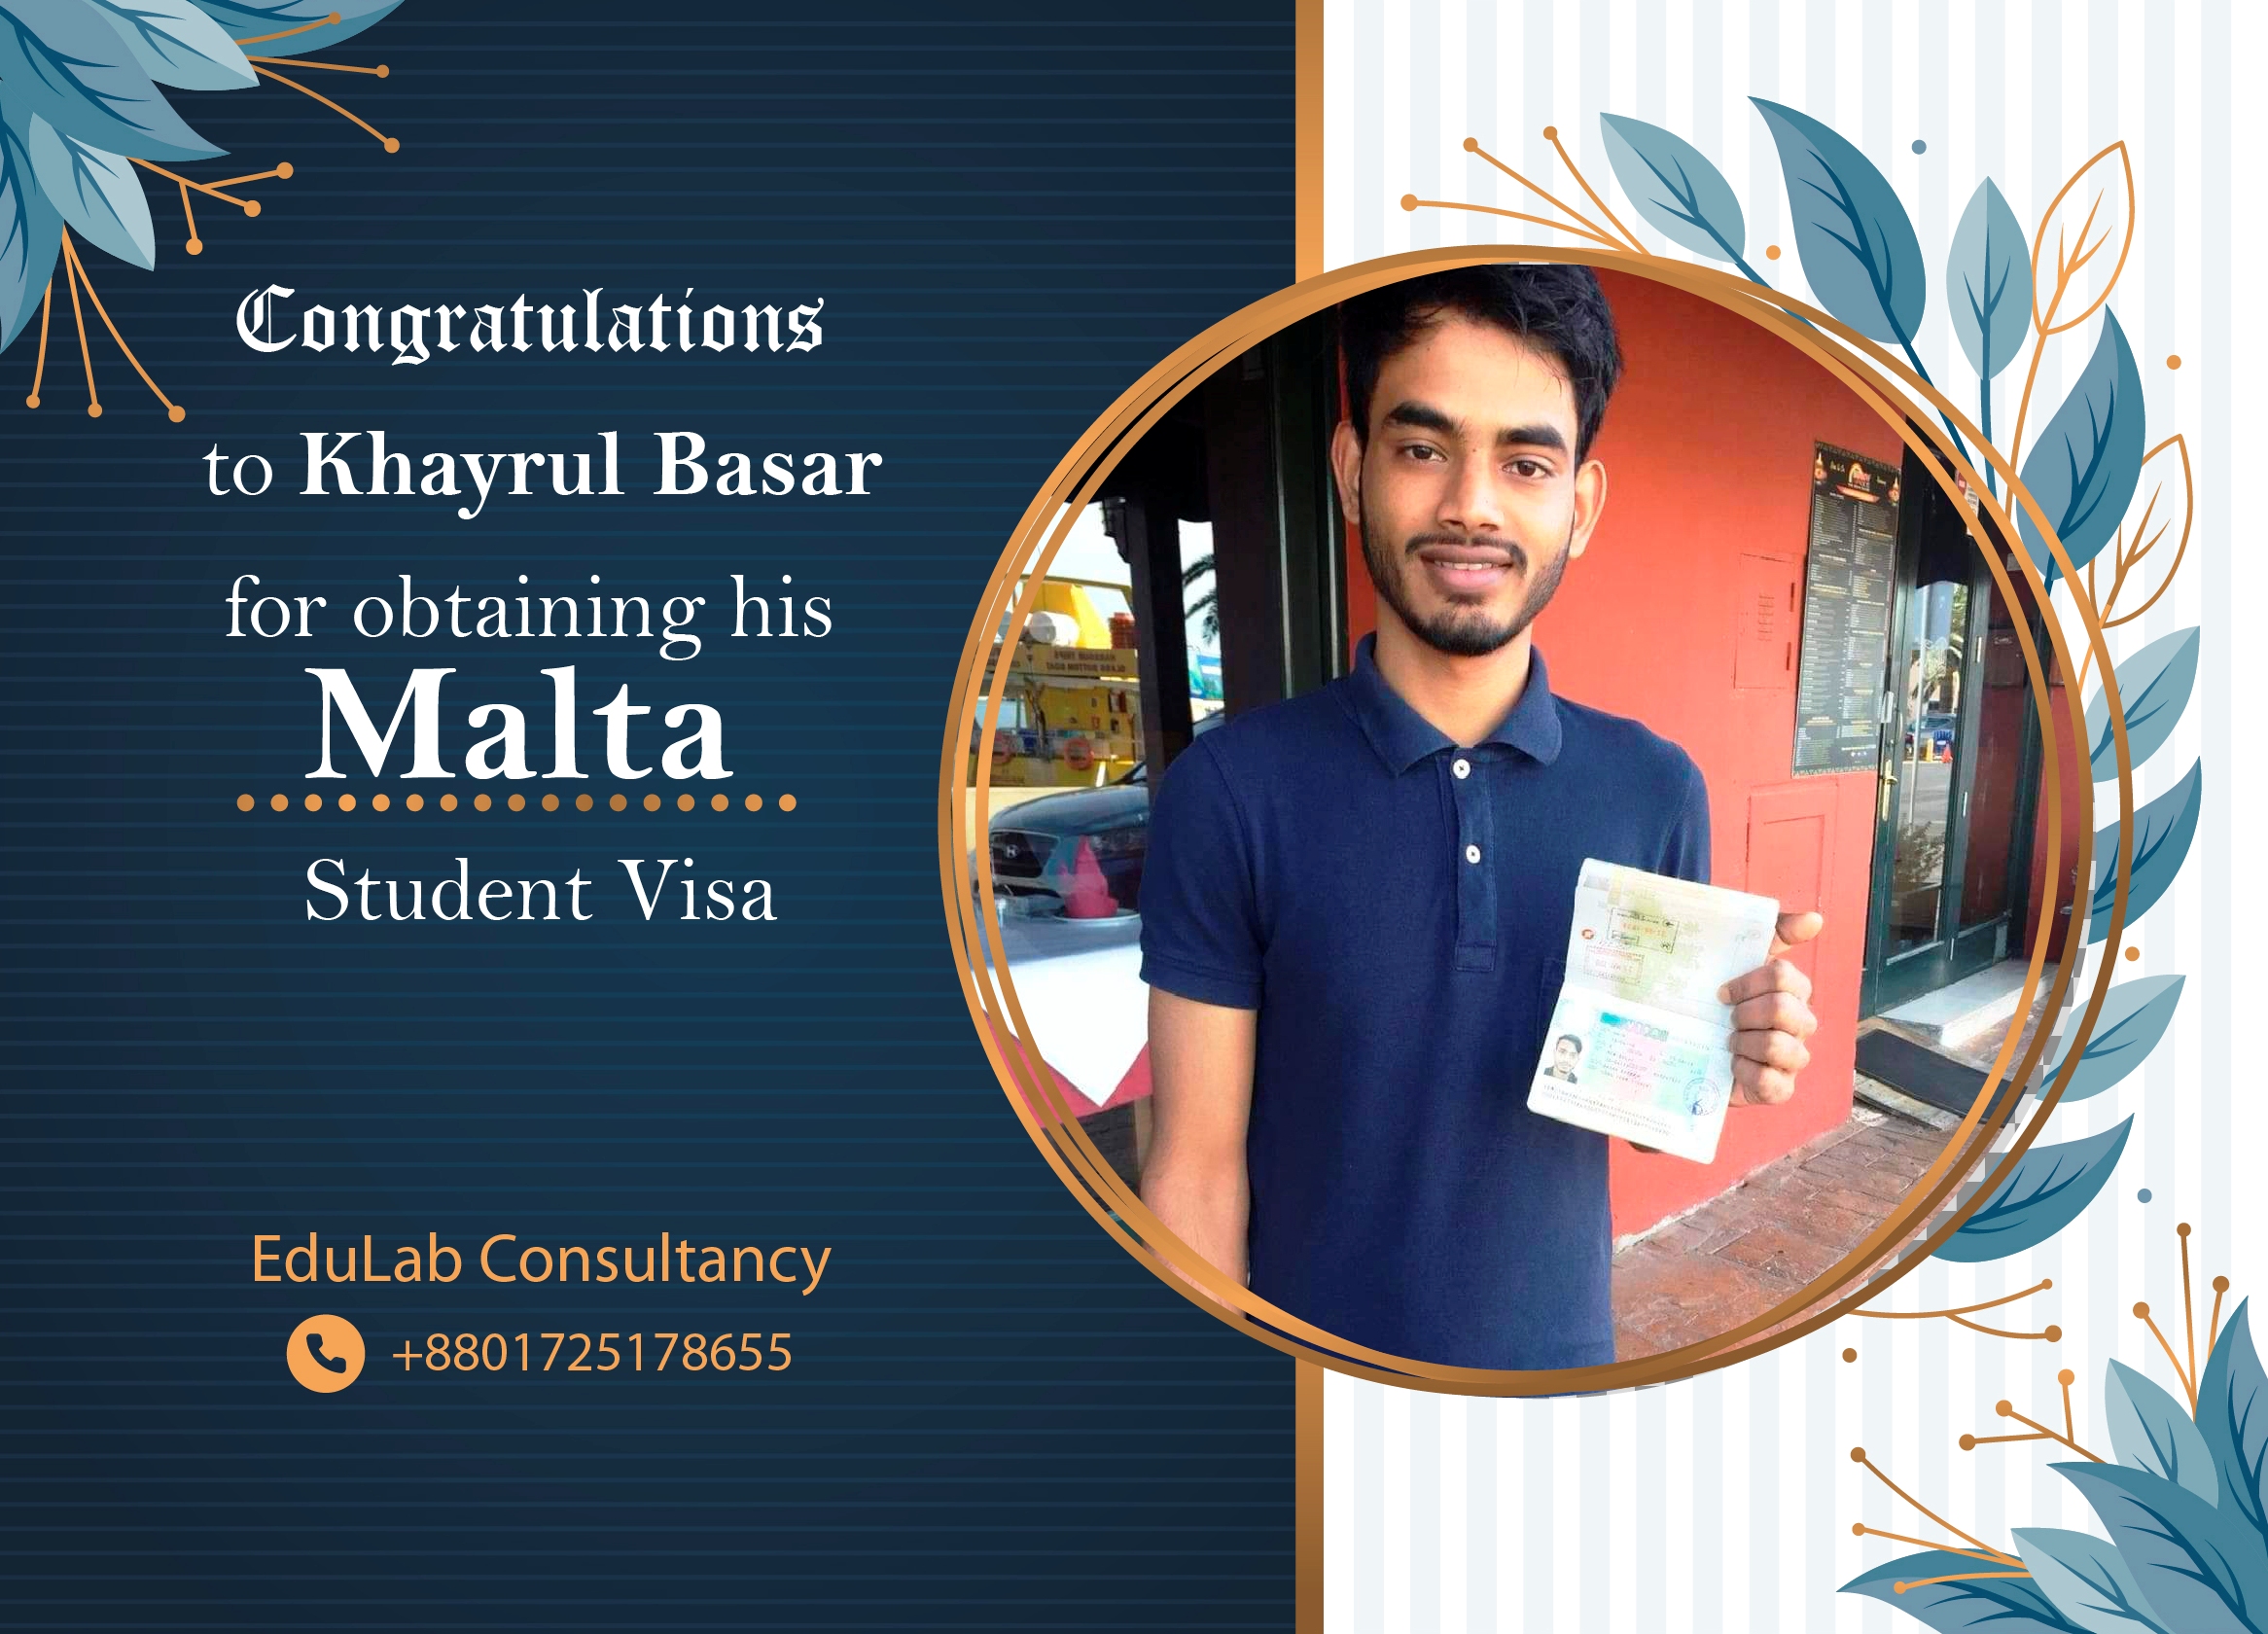 Congratulations
to Khayrul Basar
for obtaining his
Malta
Student Visa
EduLab Consultancy
+8801725178655